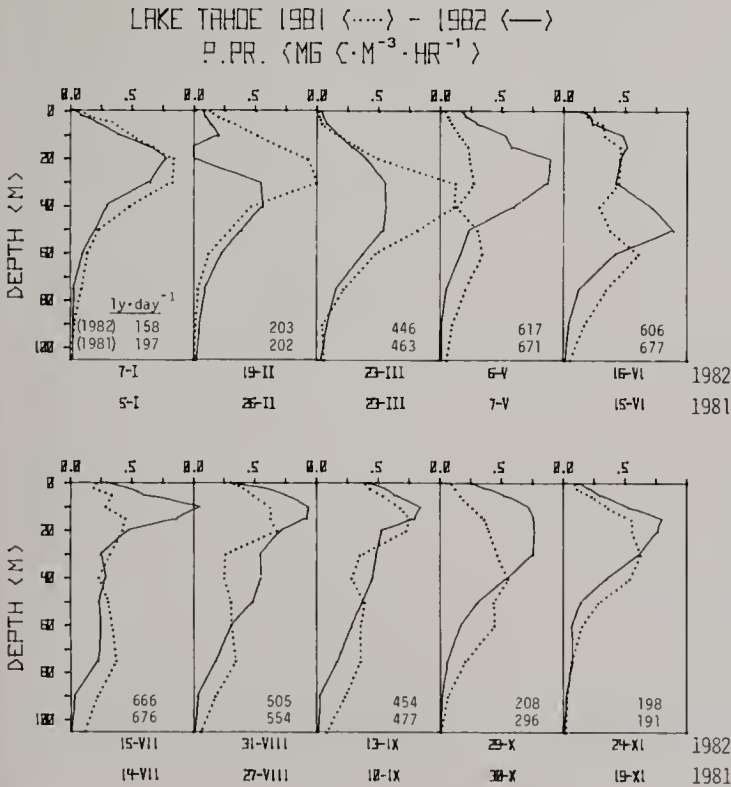 LAKE TAHOE 1981 <·····> - 1982 <—>
P.PR. <MG C·M⁻³·HR⁻¹>
0.0 .5 0.0 .5 0.0 .5 0.0 .5 0.0 .5
DEPTH <M>
0
20
40
60
80
100
ly·day⁻¹
(1982) 158 203 446 617 606
(1981) 197 202 463 671 677
7-I 19-II 23-III 6-V 16-VI 1982
5-I 26-II 23-III 7-V 15-VI 1981
0.0 .5 0.0 .5 0.0 .5 0.0 .5 0.0 .5
DEPTH <M>
0
20
40
60
80
100
666 505 454 208 198
676 554 477 296 191
15-VII 31-VIII 13-IX 29-X 24-XI 1982
14-VII 27-VIII 10-IX 30-X 19-XI 1981